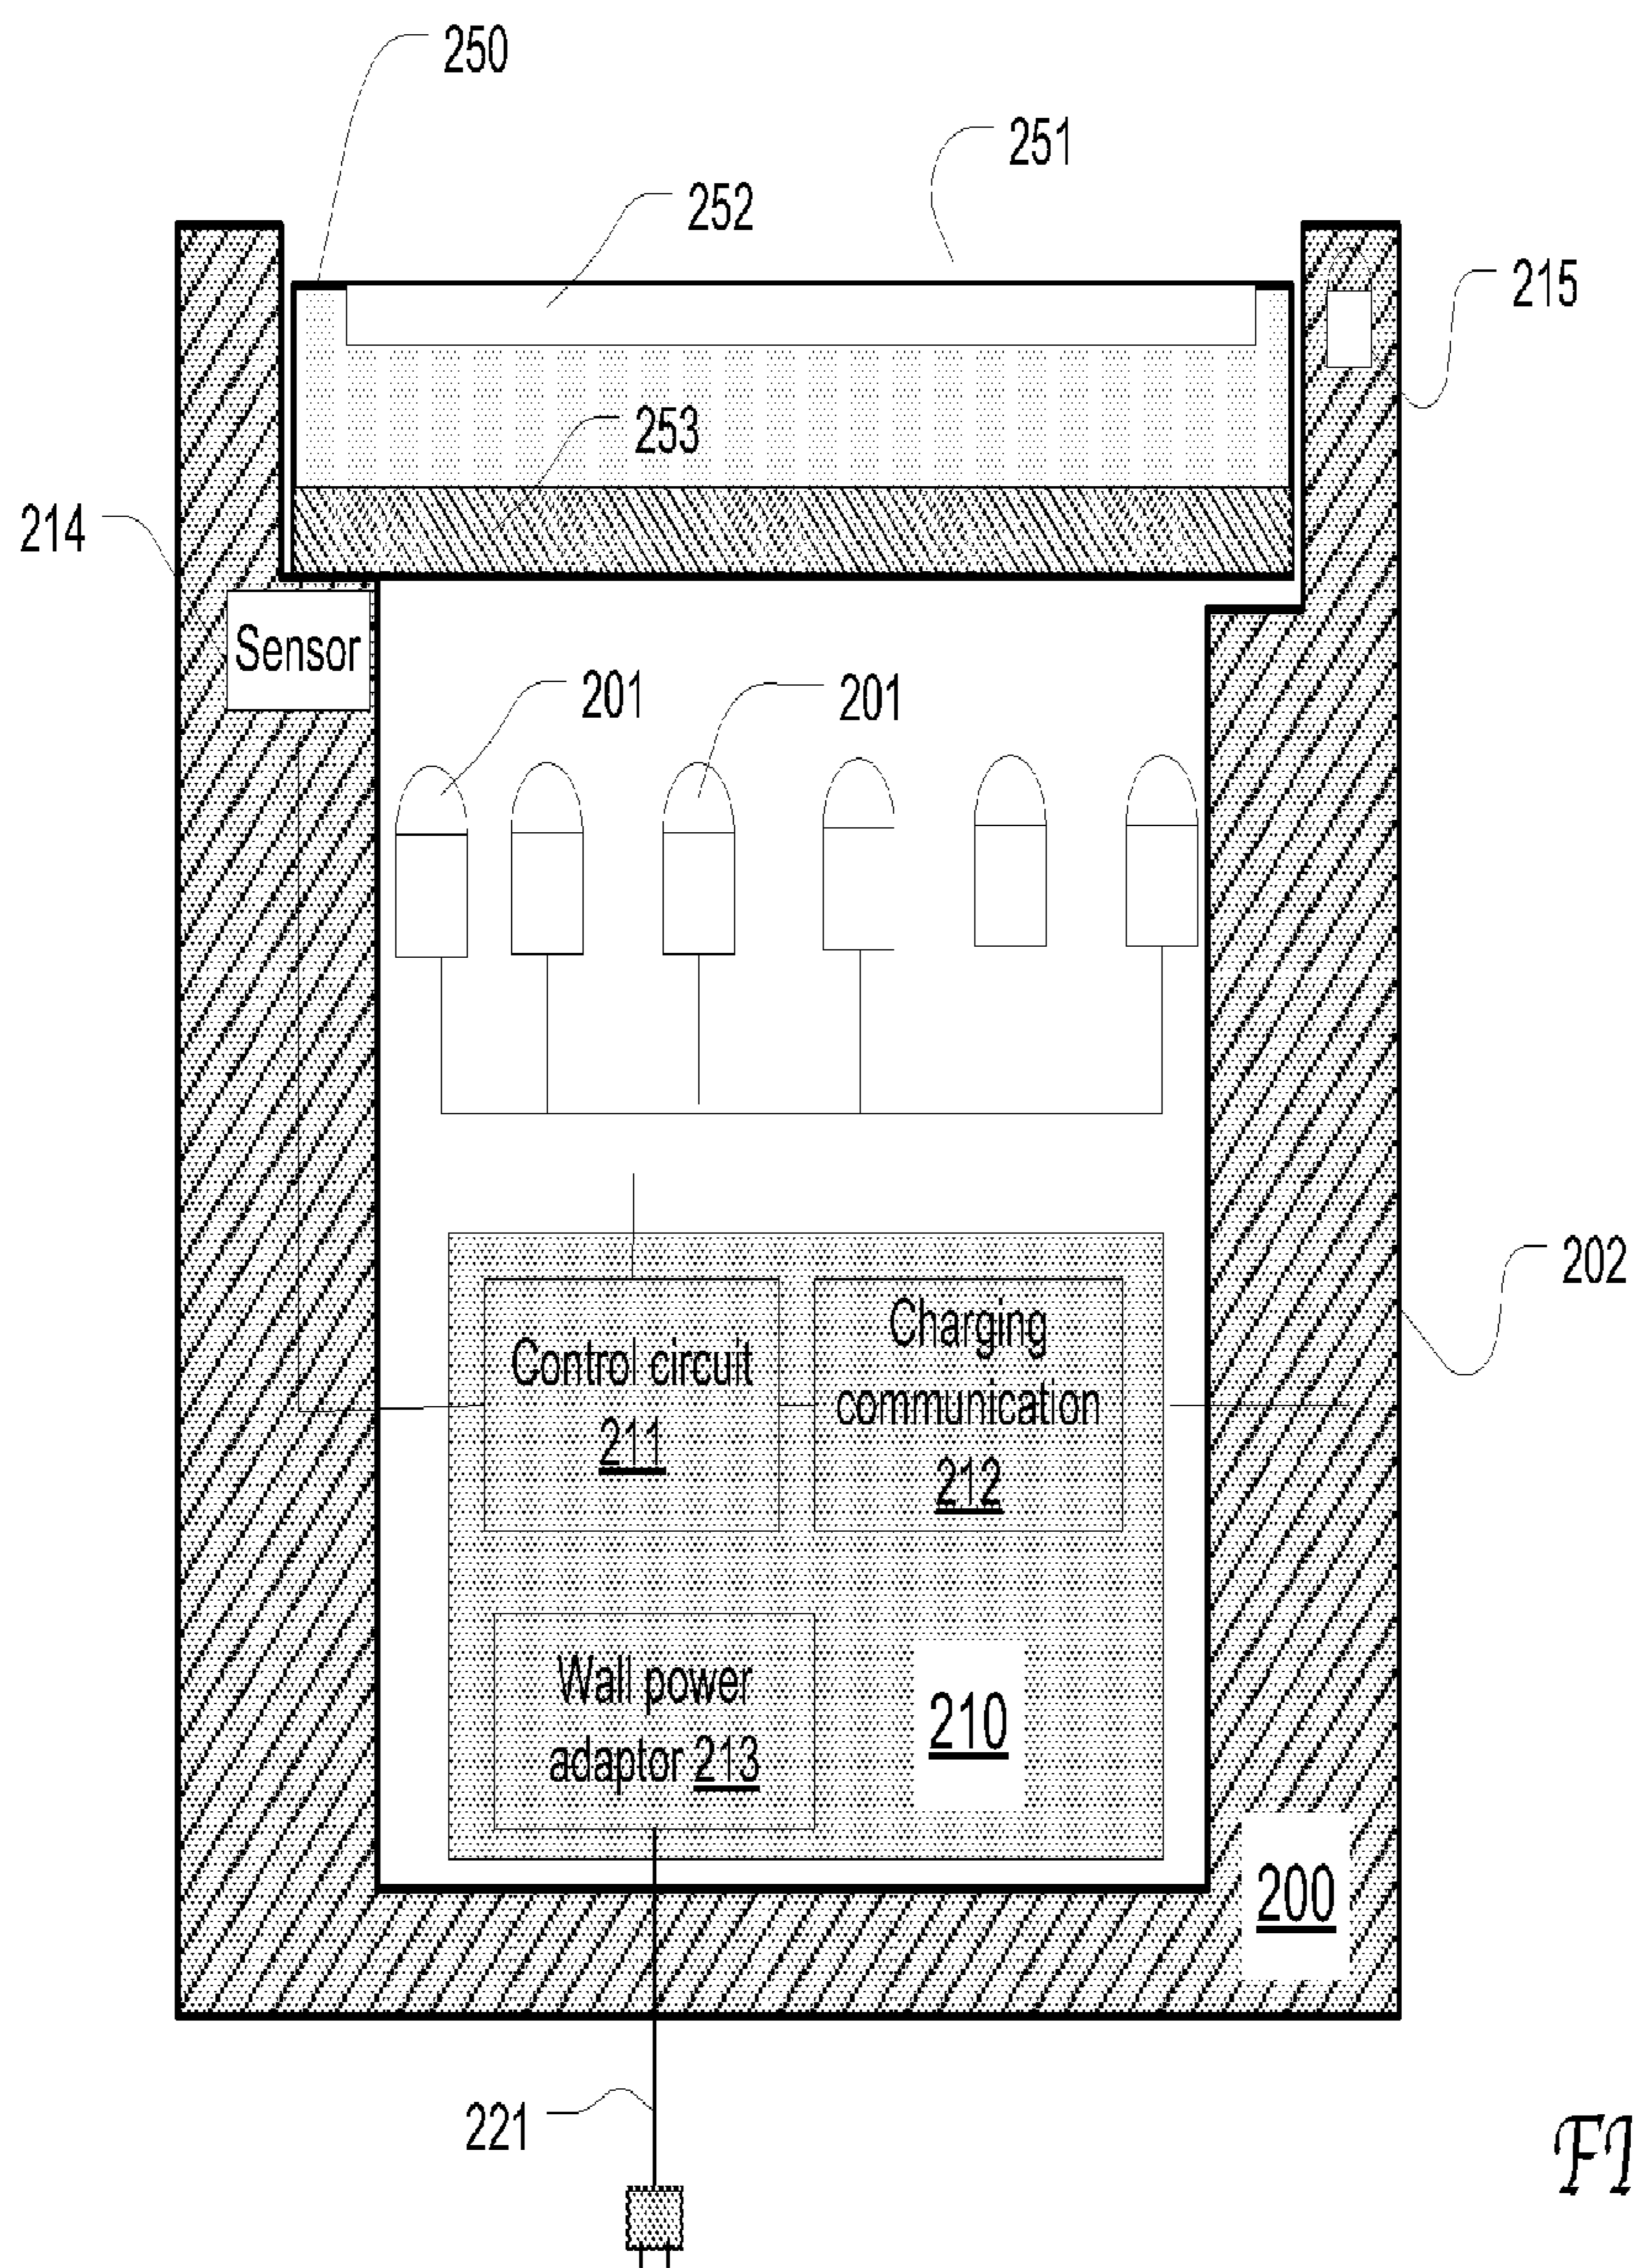 250
251
252
215
253
214
Sensor
201
201
202
Control circuit
211
Charging
communication
212
Wall power
adaptor 213
210
200
221
FI